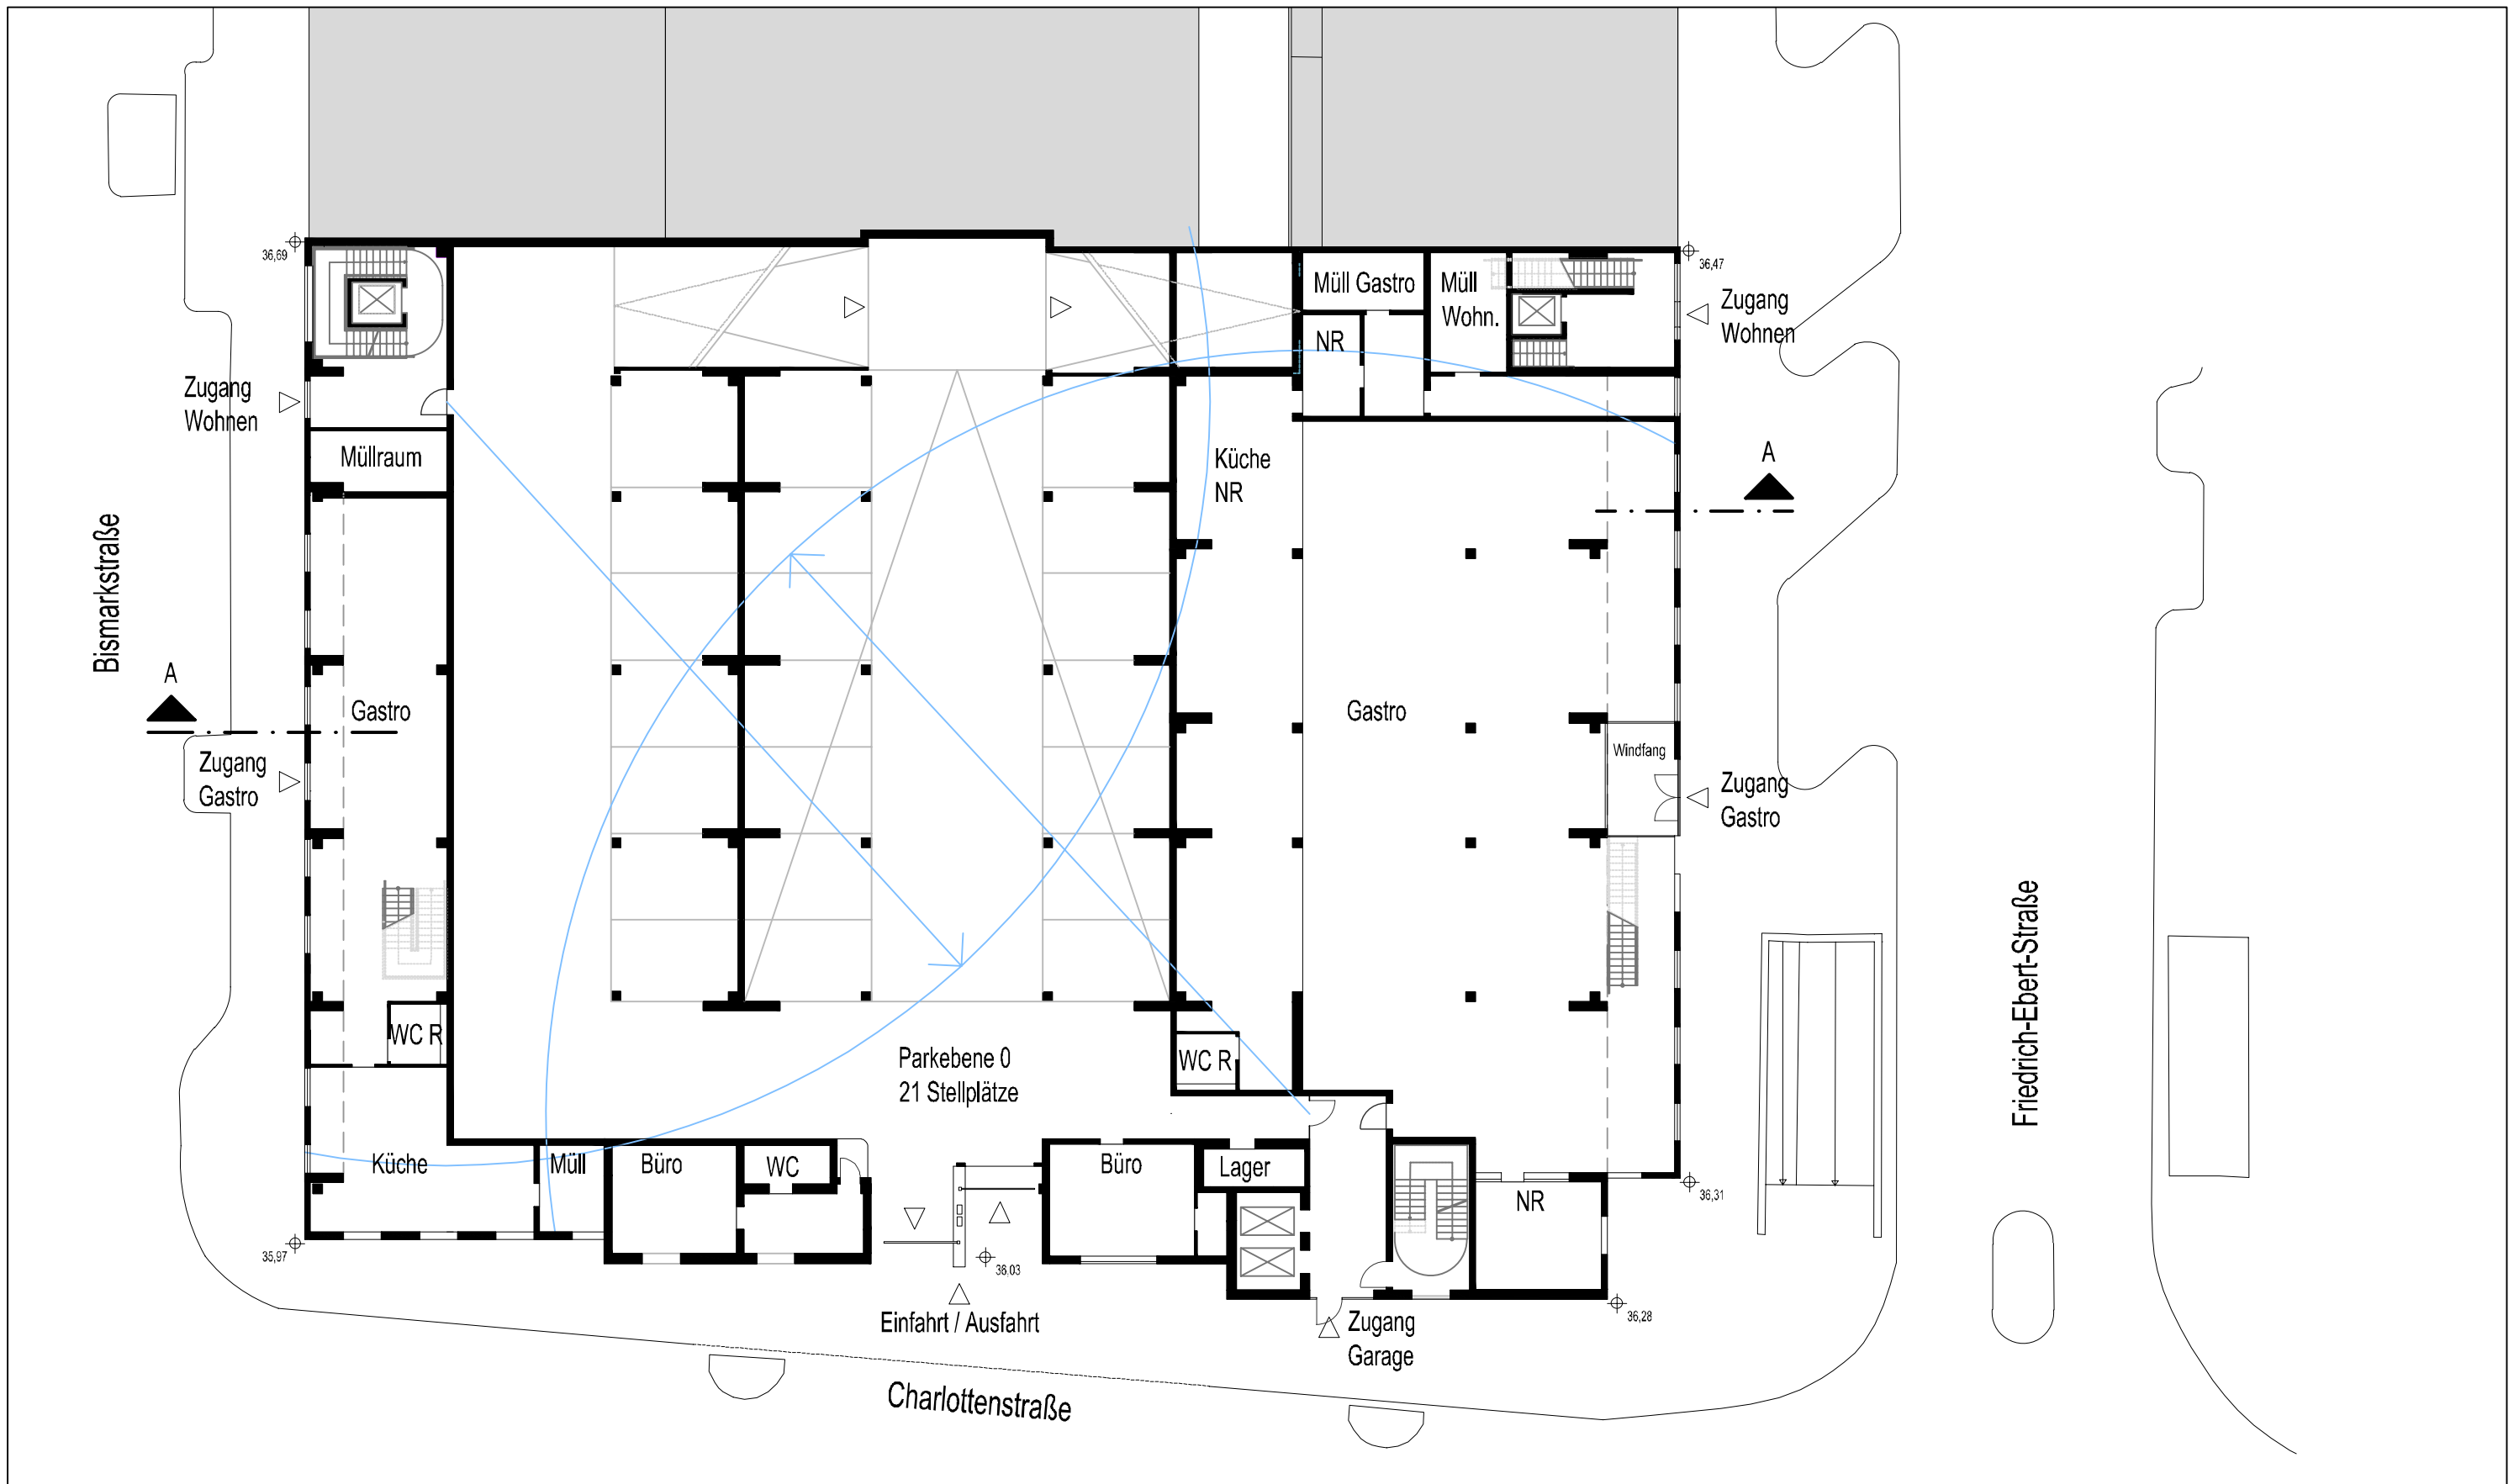 36,69
36,47
Müll Gastro
Müll
Wohn.
NR
Zugang
Wohnen
Zugang
Wohnen
Müllraum
Küche
NR
A
Bismarkstraße
A
Gastro
Gastro
Windfang
Zugang
Gastro
Zugang
Gastro
Friedrich-Ebert-Straße
WC R
Parkebene 0
21 Stellplätze
WC R
Küche
Müll
Büro
WC
Büro
Lager
NR
36,31
35,97
36,03
36,28
Einfahrt / Ausfahrt
Zugang
Garage
Charlottenstraße